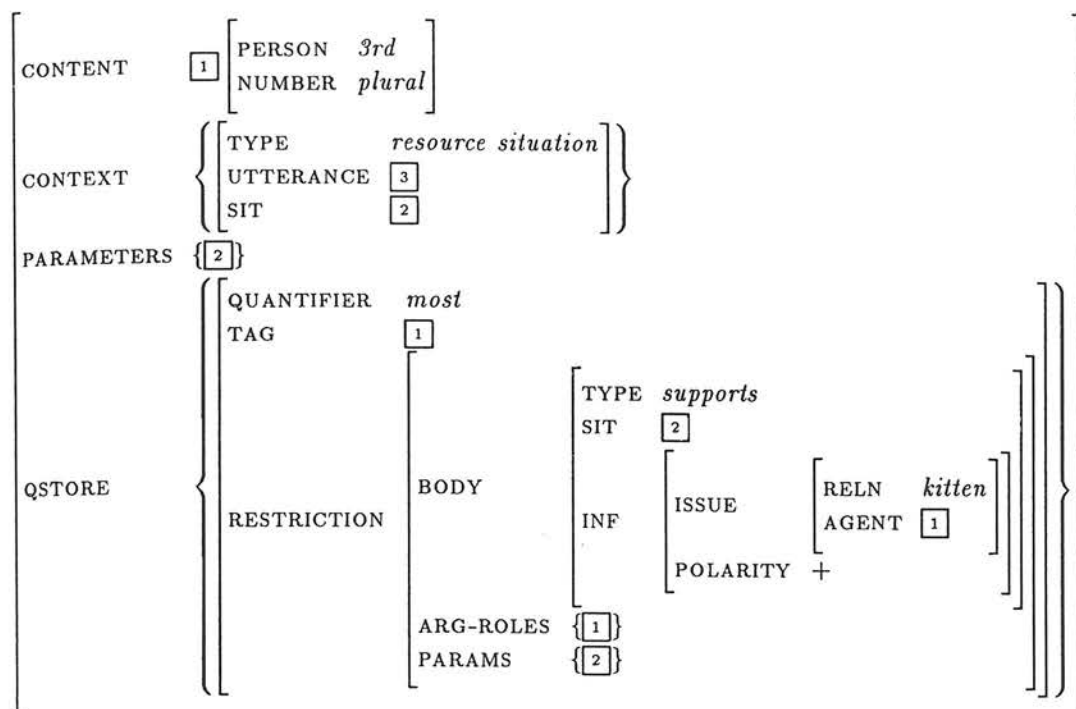 CONTENT 1 [PERSON 3rd
NUMBER plural]
CONTEXT {[TYPE resource situation
UTTERANCE 3
SIT 2]}
PARAMETERS {2}
QSTORE {[QUANTIFIER most
TAG 1
RESTRICTION [BODY [TYPE supports
SIT 2
INF [ISSUE [RELN kitten
AGENT 1]
POLARITY +]]
ARG-ROLES {1}
PARAMS {2}]]}